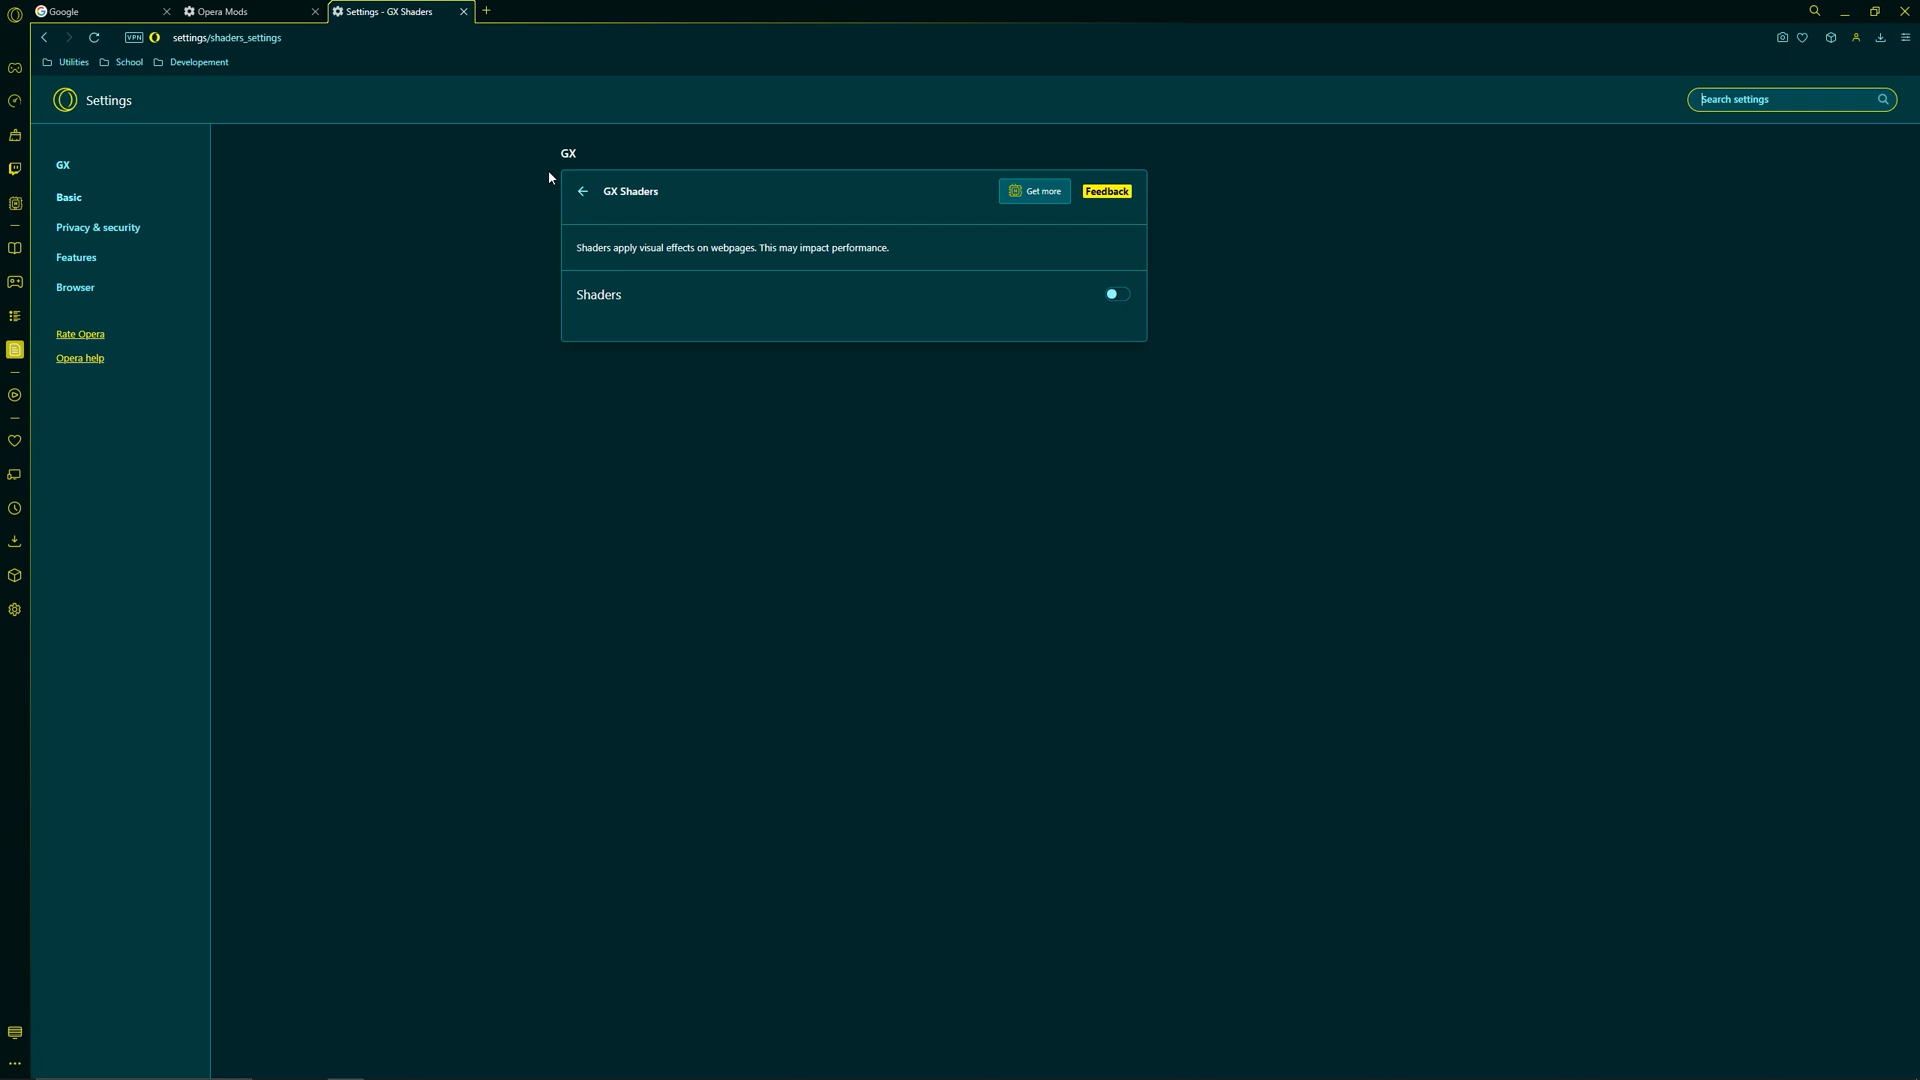 Google
Opera Mods
Settings - GX Shaders
VPN
settings/shaders_settings
Utilities
School
Developement
Settings
Search settings
GX
Basic
Privacy & security
Features
Browser
Rate Opera
Opera help
GX
GX Shaders
Get more
Feedback
Shaders apply visual effects on webpages. This may impact performance.
Shaders